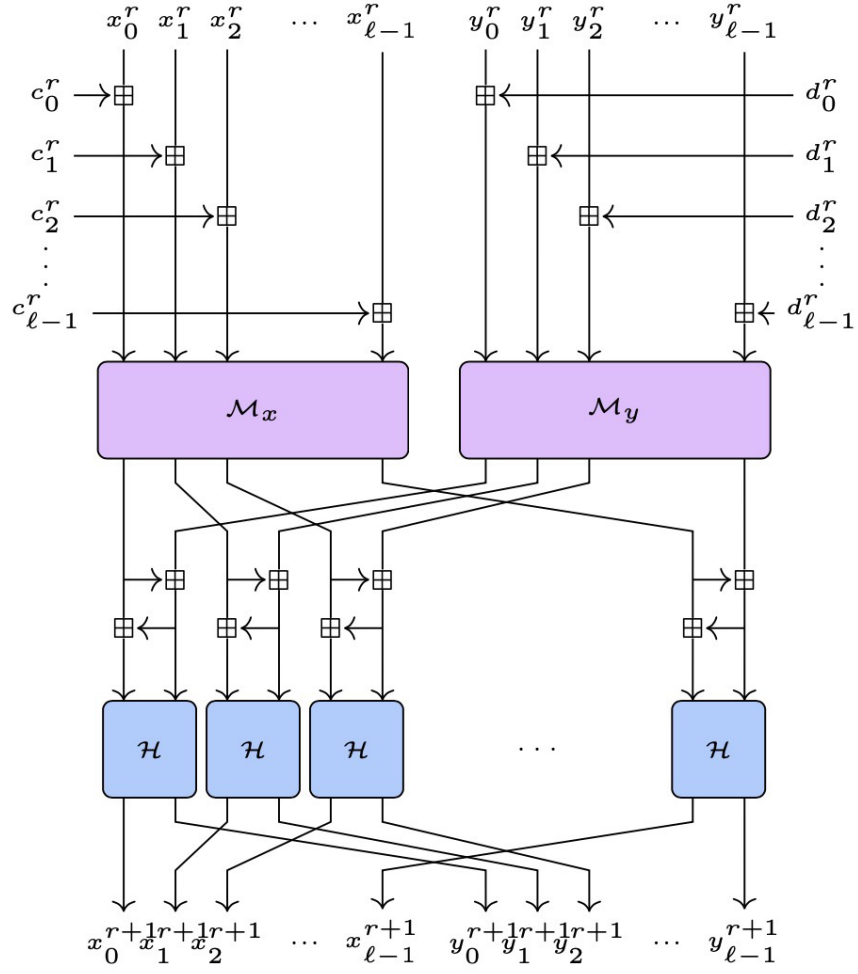 x_0^r x_1^r x_2^r ... x_{ℓ−1}^r y_0^r y_1^r y_2^r ... y_{ℓ−1}^r
c_0^r d_0^r
c_1^r d_1^r
c_2^r d_2^r
c_{ℓ−1}^r d_{ℓ−1}^r
ℳ_x ℳ_y
ℋ ℋ ℋ ... ℋ
x_0^{r+1} x_1^{r+1} x_2^{r+1} ... x_{ℓ−1}^{r+1} y_0^{r+1} y_1^{r+1} y_2^{r+1} ... y_{ℓ−1}^{r+1}